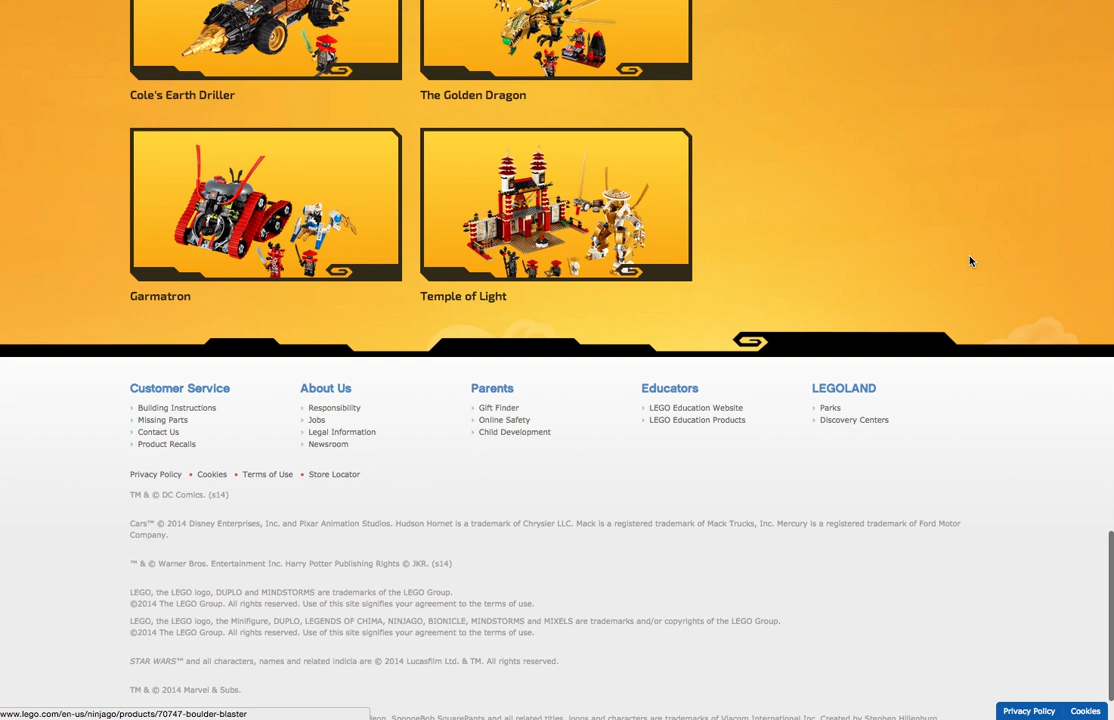 Cole's Earth Driller
The Golden Dragon
Garmatron
Temple of Light
Customer Service
Building Instructions
Missing Parts
Contact Us
Product Recalls
About Us
Responsibility
Jobs
Legal Information
Newsroom
Parents
Gift Finder
Online Safety
Child Development
Educators
LEGO Education Website
LEGO Education Products
LEGOLAND
Parks
Discovery Centers
Privacy Policy • Cookies • Terms of Use • Store Locator
TM & © DC Comics. (s14)
Cars™ © 2014 Disney Enterprises, Inc. and Pixar Animation Studios. Hudson Hornet is a trademark of Chrysler LLC. Mack is a registered trademark of Mack Trucks, Inc. Mercury is a registered trademark of Ford Motor
Company.
™ & © Warner Bros. Entertainment Inc. Harry Potter Publishing Rights © JKR. (s14)
LEGO, the LEGO logo, DUPLO and MINDSTORMS are trademarks of the LEGO Group.
©2014 The LEGO Group. All rights reserved. Use of this site signifies your agreement to the terms of use.
LEGO, the LEGO logo, the Minifigure, DUPLO, LEGENDS OF CHIMA, NINJAGO, BIONICLE, MINDSTORMS and MIXELS are trademarks and/or copyrights of the LEGO Group.
©2014 The LEGO Group. All rights reserved. Use of this site signifies your agreement to the terms of use.
STAR WARS™ and all characters, names and related indicia are © 2014 Lucasfilm Ltd. & TM. All rights reserved.
TM & © 2014 Marvel & Subs.
SpongeBob SquarePants and all related titles, logos and characters are trademarks of Viacom International Inc. Created by Stephen Hillenburg
www.lego.com/en-us/ninjago/products/70747-boulder-blaster
Privacy Policy
Cookies